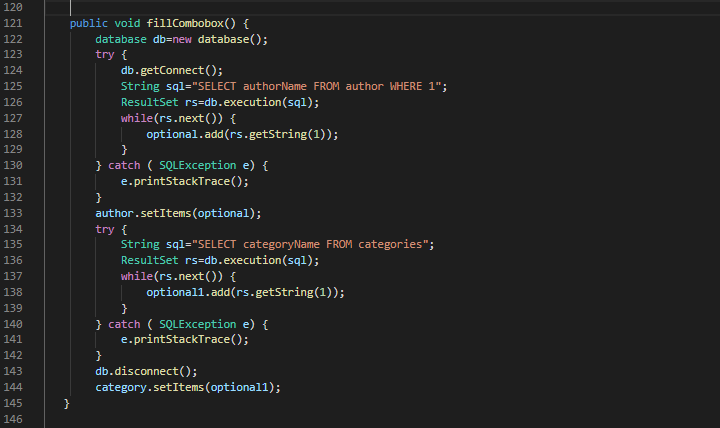 120
121 public void fillCombobox() {
122 database db=new database();
123 try {
124 db.getConnect();
125 String sql="SELECT authorName FROM author WHERE 1";
126 ResultSet rs=db.execution(sql);
127 while(rs.next()) {
128 optional.add(rs.getString(1));
129 }
130 } catch ( SQLException e) {
131 e.printStackTrace();
132 }
133 author.setItems(optional);
134 try {
135 String sql="SELECT categoryName FROM categories";
136 ResultSet rs=db.execution(sql);
137 while(rs.next()) {
138 optional1.add(rs.getString(1));
139 }
140 } catch ( SQLException e) {
141 e.printStackTrace();
142 }
143 db.disconnect();
144 category.setItems(optional1);
145 }
146